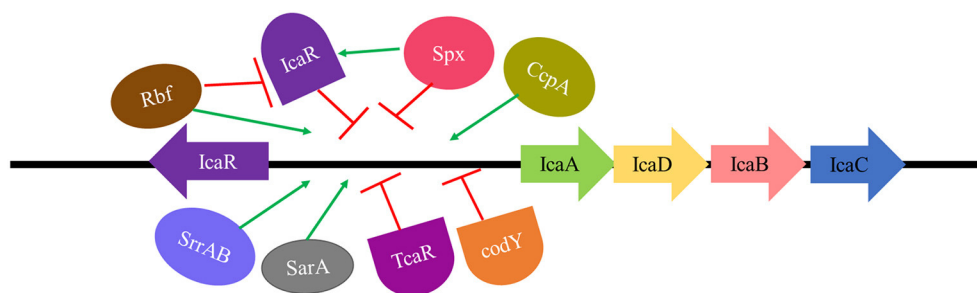 IcaR
Spx
CcpA
Rbf
IcaR
IcaA
IcaD
IcaB
IcaC
SrrAB
SarA
TcaR
codY